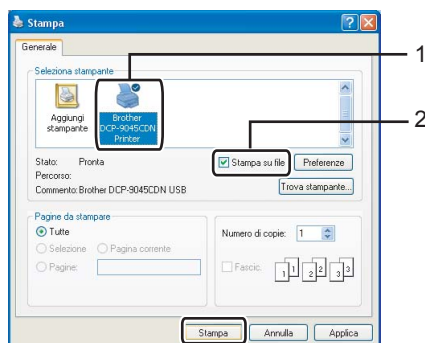 Stampa
Generale
Seleziona stampante
1
Aggiungi
stampante
Brother
DCP-9045CDN
Printer
2
Stato: Pronta
Stampa su file
Preferenze
Percorso:
Commento: Brother DCP-9045CDN USB
Trova stampante...
Pagine da stampare
Tutte
Numero di copie: 1
Selezione
Pagina corrente
Pagine:
Fascic.
1 1 2 2 3 3
Stampa
Annulla
Applica